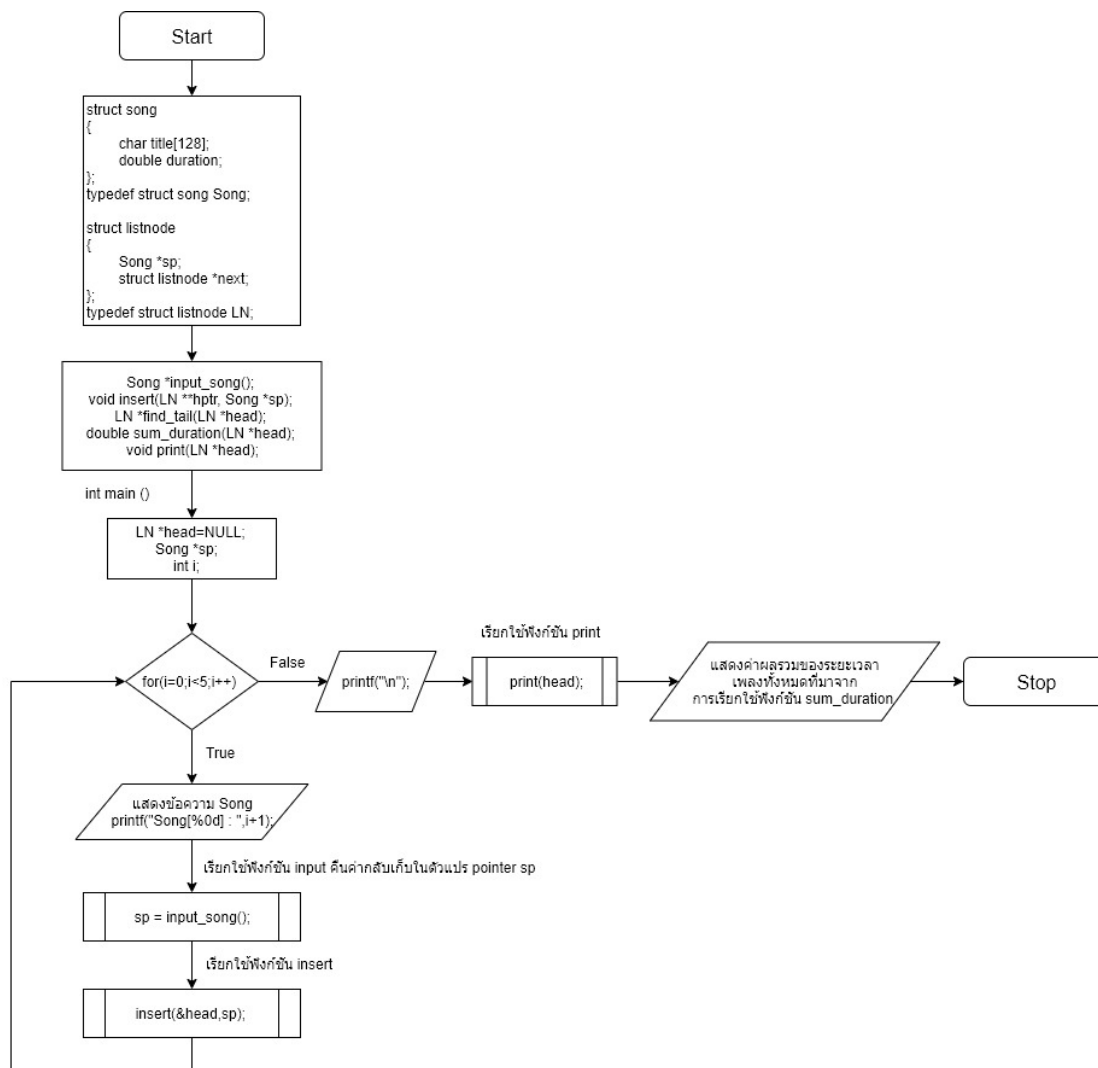 Start
struct song
{
char title[128];
double duration;
};
typedef struct song Song;
struct listnode
{
Song *sp;
struct listnode *next;
};
typedef struct listnode LN;
Song *input_song();
void insert(LN **hptr, Song *sp);
LN *find_tail(LN *head);
double sum_duration(LN *head);
void print(LN *head);
int main ()
LN *head=NULL;
Song *sp;
int i;
for(i=0;i<5;i++)
False
printf("\n");
เรียกใช้ฟังก์ชัน print
print(head);
แสดงค่าผลรวมของระยะเวลา
เพลงทั้งหมดที่มาจาก
การเรียกใช้ฟังก์ชัน sum_duration
Stop
True
แสดงข้อความ Song
printf("Song[%0d] : ",i+1);
เรียกใช้ฟังก์ชัน input คืนค่ากลับเก็บในตัวแปร pointer sp
sp = input_song();
เรียกใช้ฟังก์ชัน insert
insert(&head,sp);